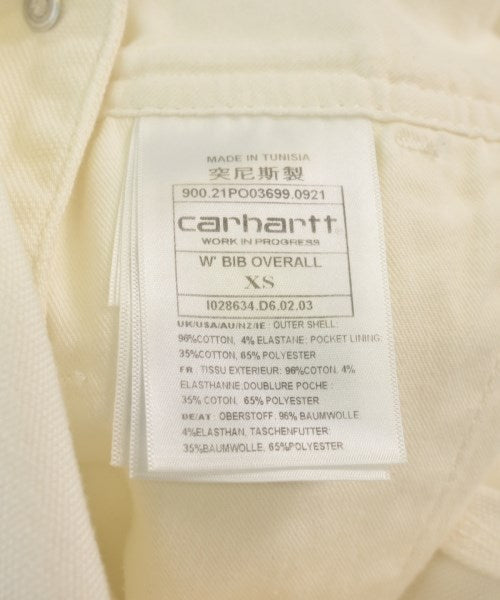 MADE IN TUNISIA
突尼斯製
900.21PO03699.0921
carhartt
WORK IN PROGRESS
W' BIB OVERALL
XS
I028634.D6.02.03
UK/USA/AU/NZ/IE : OUTER SHELL:
96%COTTON, 4% ELASTANE; POCKET LINING:
35%COTTON, 65% POLYESTER
FR : TISSU EXTERIEUR: 96%COTON, 4%
ELASTHANNE;DOUBLURE POCHE :
35% COTON, 65% POLYESTER
DE/AT : OBERSTOFF: 96% BAUMWOLLE,
4%ELASTHAN, TASCHENFUTTER:
35%BAUMWOLLE, 65%POLYESTER